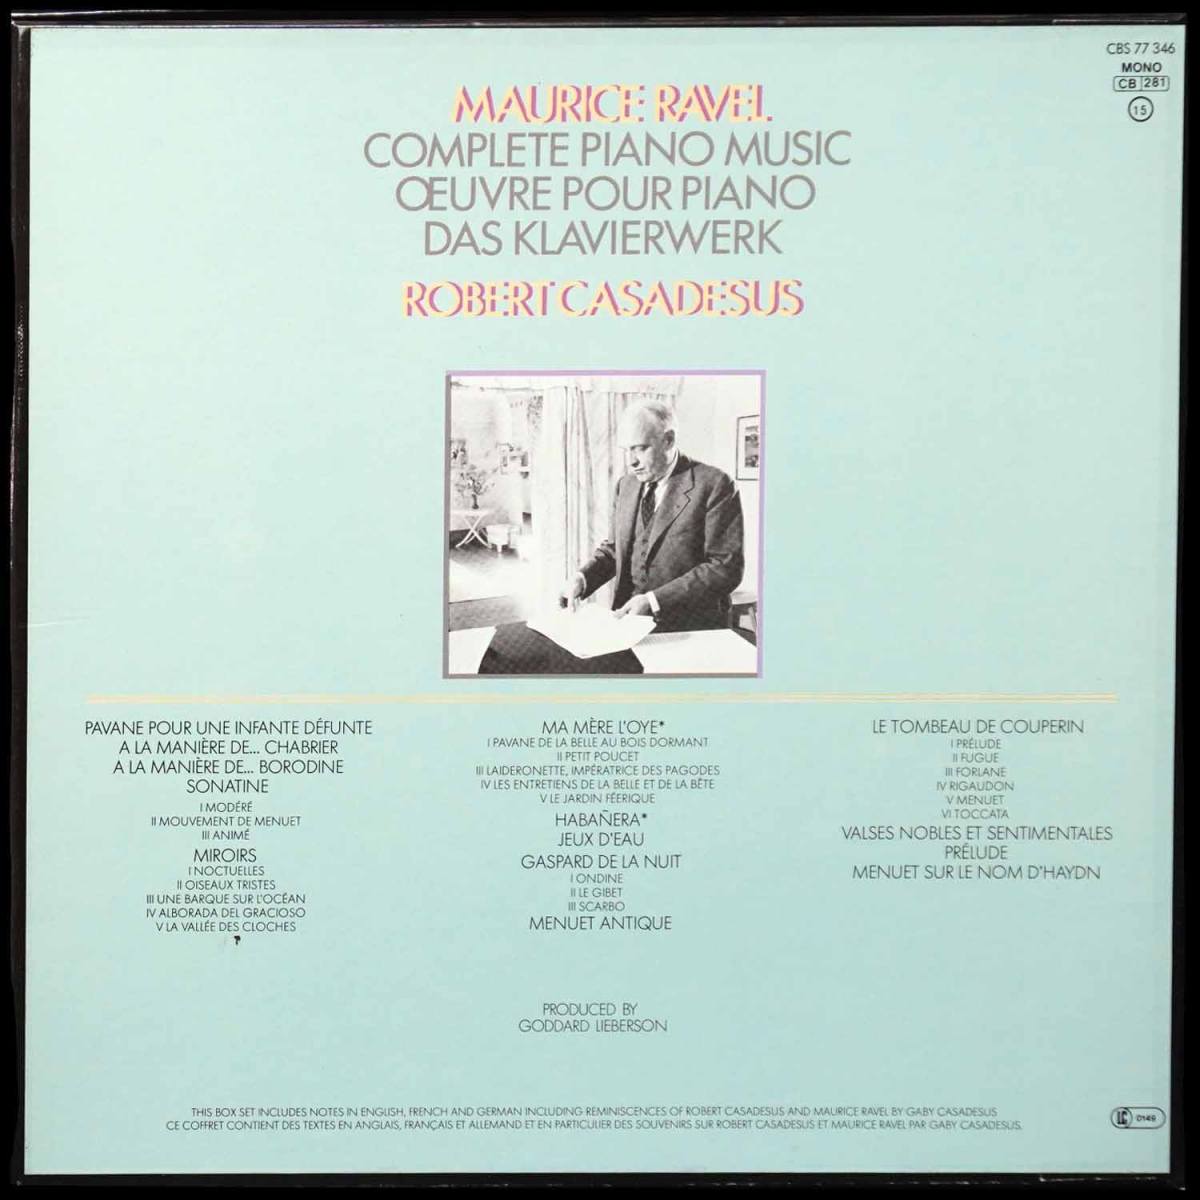 CBS 77 346
MONO
CB 281
15
MAURICE RAVEL
COMPLETE PIANO MUSIC
ŒUVRE POUR PIANO
DAS KLAVIERWERK
ROBERT CASADESUS
PAVANE POUR UNE INFANTE DÉFUNTE
A LA MANIÈRE DE... CHABRIER
A LA MANIÈRE DE... BORODINE
SONATINE
I MODÉRÉ
II MOUVEMENT DE MENUET
III ANIMÉ
MIROIRS
I NOCTUELLES
II OISEAUX TRISTES
III UNE BARQUE SUR L'OCÉAN
IV ALBORADA DEL GRACIOSO
V LA VALLÉE DES CLOCHES
MA MÈRE L'OYE*
I PAVANE DE LA BELLE AU BOIS DORMANT
II PETIT POUCET
III LAIDERONETTE, IMPÉRATRICE DES PAGODES
IV LES ENTRETIENS DE LA BELLE ET DE LA BÊTE
V LE JARDIN FÉERIQUE
HABAÑERA*
JEUX D'EAU
GASPARD DE LA NUIT
I ONDINE
II LE GIBET
III SCARBO
MENUET ANTIQUE
LE TOMBEAU DE COUPERIN
I PRÉLUDE
II FUGUE
III FORLANE
IV RIGAUDON
V MENUET
VI TOCCATA
VALSES NOBLES ET SENTIMENTALES
PRÉLUDE
MENUET SUR LE NOM D'HAYDN
PRODUCED BY
GODDARD LIEBERSON
THIS BOX SET INCLUDES NOTES IN ENGLISH, FRENCH AND GERMAN INCLUDING REMINISCENCES OF ROBERT CASADESUS AND MAURICE RAVEL BY GABY CASADESUS
CE COFFRET CONTIENT DES TEXTES EN ANGLAIS, FRANÇAIS ET ALLEMAND ET EN PARTICULIER DES SOUVENIRS SUR ROBERT CASADESUS ET MAURICE RAVEL PAR GABY CASADESUS.
LC 0149